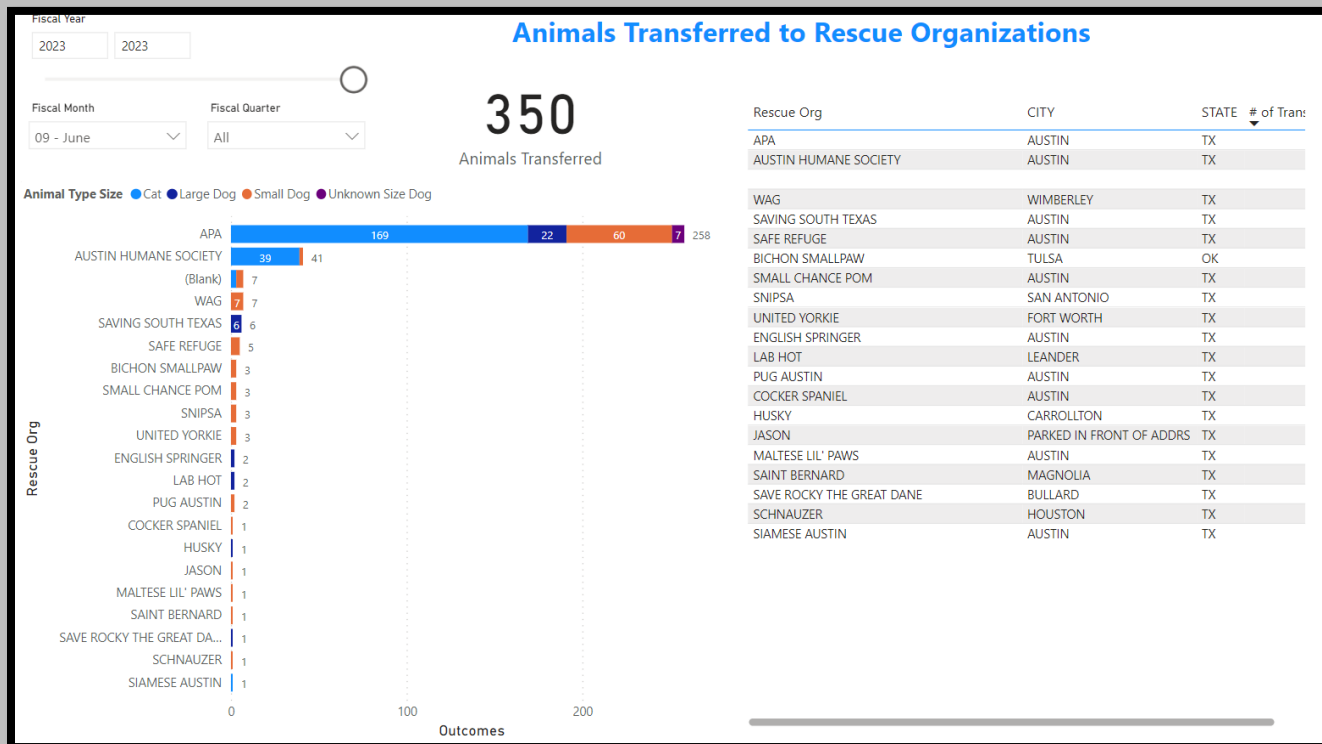 Fiscal Year
2023 2023
Animals Transferred to Rescue Organizations
Fiscal Month Fiscal Quarter
09 - June All
350
Animals Transferred
Animal Type Size Cat Large Dog Small Dog Unknown Size Dog
Rescue Org
APA 169 22 60 7 258
AUSTIN HUMANE SOCIETY 39 41
(Blank) 7
WAG 7 7
SAVING SOUTH TEXAS 6 6
SAFE REFUGE 5
BICHON SMALLPAW 3
SMALL CHANCE POM 3
SNIPSA 3
UNITED YORKIE 3
ENGLISH SPRINGER 2
LAB HOT 2
PUG AUSTIN 2
COCKER SPANIEL 1
HUSKY 1
JASON 1
MALTESE LIL' PAWS 1
SAINT BERNARD 1
SAVE ROCKY THE GREAT DA... 1
SCHNAUZER 1
SIAMESE AUSTIN 1
0 100 200
Outcomes
Rescue Org CITY STATE # of Trans
APA AUSTIN TX
AUSTIN HUMANE SOCIETY AUSTIN TX
WAG WIMBERLEY TX
SAVING SOUTH TEXAS AUSTIN TX
SAFE REFUGE AUSTIN TX
BICHON SMALLPAW TULSA OK
SMALL CHANCE POM AUSTIN TX
SNIPSA SAN ANTONIO TX
UNITED YORKIE FORT WORTH TX
ENGLISH SPRINGER AUSTIN TX
LAB HOT LEANDER TX
PUG AUSTIN AUSTIN TX
COCKER SPANIEL AUSTIN TX
HUSKY CARROLLTON TX
JASON PARKED IN FRONT OF ADDRS TX
MALTESE LIL' PAWS AUSTIN TX
SAINT BERNARD MAGNOLIA TX
SAVE ROCKY THE GREAT DANE BULLARD TX
SCHNAUZER HOUSTON TX
SIAMESE AUSTIN AUSTIN TX